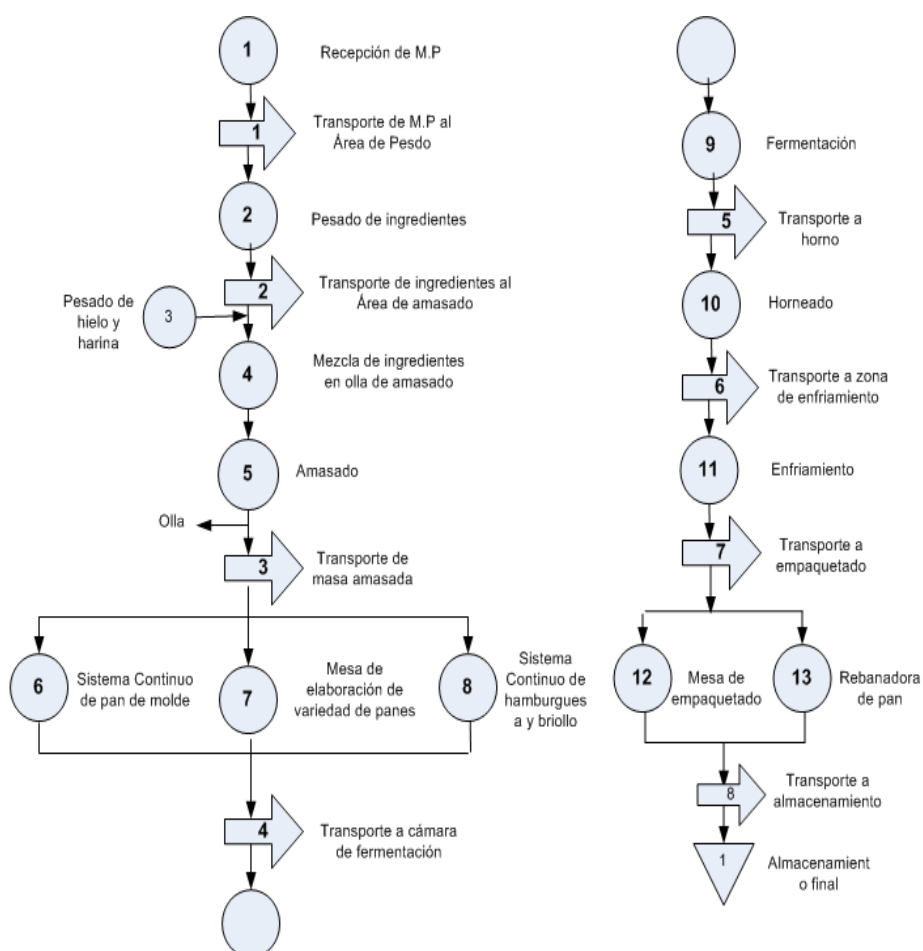 1
Recepción de M.P
1
Transporte de M.P al
Área de Pesdo
2
Pesado de ingredientes
2
Transporte de ingredientes al
Área de amasado
Pesado de
hielo y
harina
3
4
Mezcla de ingredientes
en olla de amasado
5
Amasado
Olla
3
Transporte de
masa amasada
6
Sistema Continuo
de pan de molde
7
Mesa de
elaboración de
variedad de panes
8
Sistema
Continuo de
hamburgues
a y briollo
4
Transporte a cámara
de fermentación
9
Fermentación
5
Transporte a
horno
10
Horneado
6
Transporte a zona
de enfriamiento
11
Enfriamiento
7
Transporte a
empaquetado
12
Mesa de
empaquetado
13
Rebanadora
de pan
8
Transporte a
almacenamiento
1
Almacenamient
o final